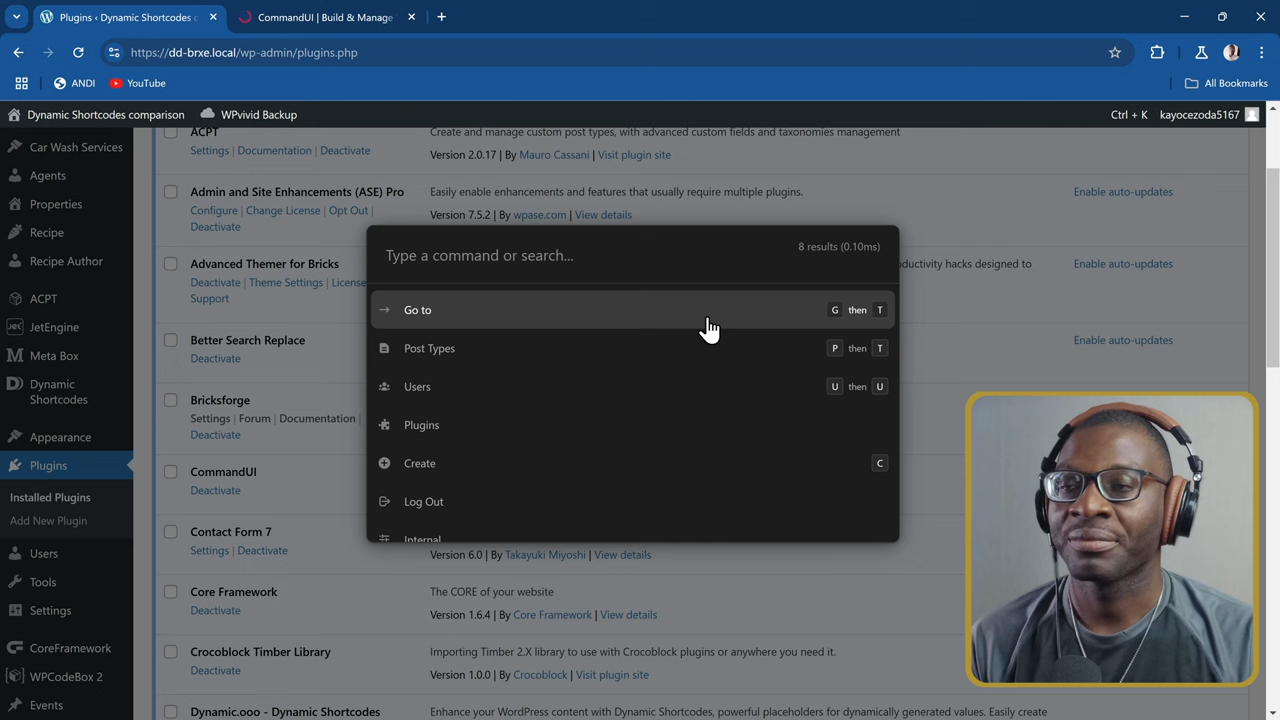 Plugins ‹ Dynamic Shortcodes c
CommandUI | Build & Manage
https://dd-brxe.local/wp-admin/plugins.php
ANDI
YouTube
All Bookmarks
Dynamic Shortcodes comparison
WPvivid Backup
Ctrl + K
kayocezoda5167
Car Wash Services
Agents
Properties
Recipe
Recipe Author
ACPT
JetEngine
Meta Box
Dynamic
Shortcodes
Appearance
Plugins
Installed Plugins
Add New Plugin
Users
Tools
Settings
CoreFramework
WPCodeBox 2
Events
ACPT
Create and manage custom post types, with advanced custom fields and taxonomies management
Settings | Documentation | Deactivate
Version 2.0.17 | By Mauro Cassani | Visit plugin site
Admin and Site Enhancements (ASE) Pro
Easily enable enhancements and features that usually require multiple plugins.
Enable auto-updates
Configure | Change License | Opt Out |
Version 7.5.2 | By wpase.com | View details
Deactivate
Advanced Themer for Bricks
oductivity hacks designed to
Enable auto-updates
Deactivate | Theme Settings | License
Support
Better Search Replace
Enable auto-updates
Deactivate
Bricksforge
Settings | Forum | Documentation |
Deactivate
CommandUI
Deactivate
Contact Form 7
Settings | Deactivate
Version 6.0 | By Takayuki Miyoshi | View details
Core Framework
The CORE of your website
Deactivate
Version 1.6.4 | By Core Framework | View details
Crocoblock Timber Library
Importing Timber 2.X library to use with Crocoblock plugins or anywhere you need it.
Deactivate
Version 1.0.0 | By Crocoblock | Visit plugin site
Dynamic.ooo - Dynamic Shortcodes
Enhance your WordPress content with Dynamic Shortcodes, powerful placeholders for dynamically generated values. Easily create
Type a command or search...
8 results (0.10ms)
Go to
G then T
Post Types
P then T
Users
U then U
Plugins
Create
C
Log Out
Internal